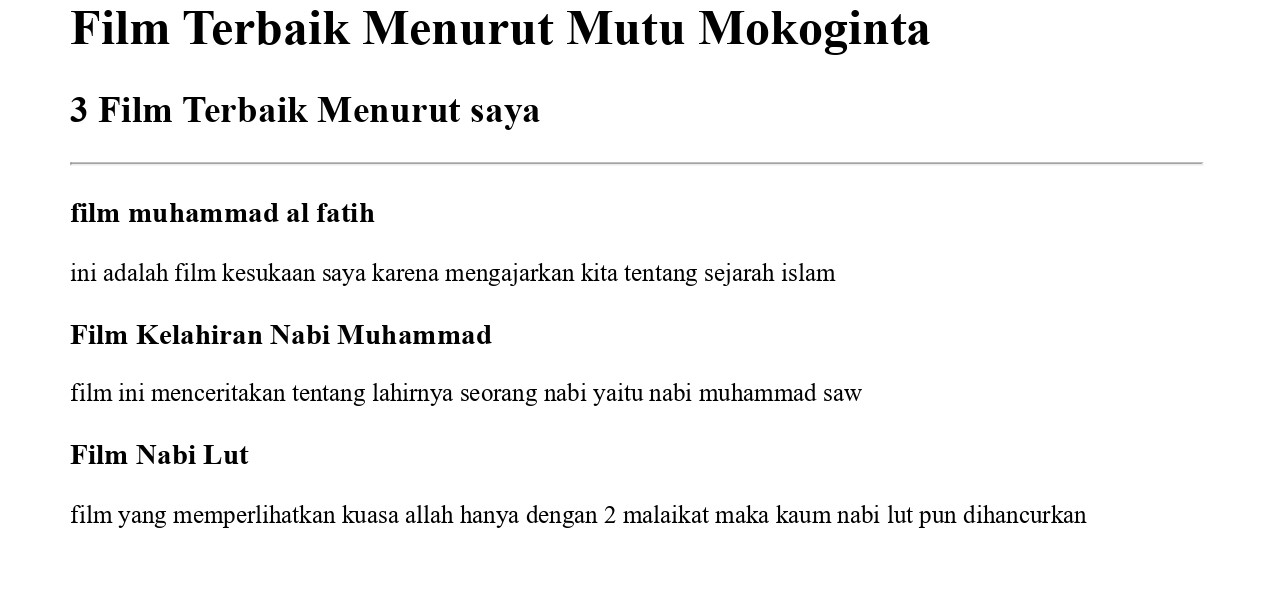 Film Terbaik Menurut Mutu Mokoginta
3 Film Terbaik Menurut saya
film muhammad al fatih
ini adalah film kesukaan saya karena mengajarkan kita tentang sejarah islam
Film Kelahiran Nabi Muhammad
film ini menceritakan tentang lahirnya seorang nabi yaitu nabi muhammad saw
Film Nabi Lut
film yang memperlihatkan kuasa allah hanya dengan 2 malaikat maka kaum nabi lut pun dihancurkan